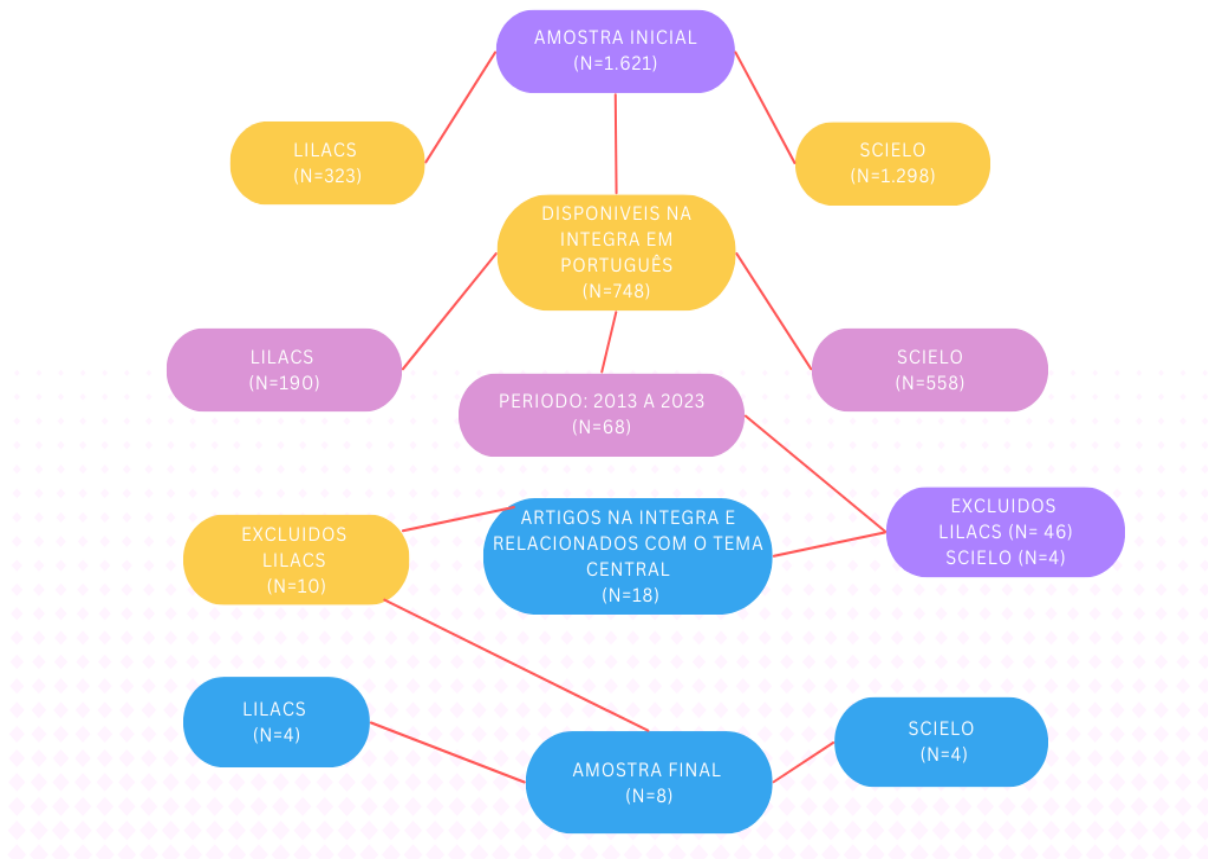 AMOSTRA INICIAL
(N=1.621)
LILACS
(N=323)
SCIELO
(N=1.298)
DISPONIVEIS NA
INTEGRA EM
PORTUGUÊS
(N=748)
LILACS
(N=190)
SCIELO
(N=558)
PERIODO: 2013 A 2023
(N=68)
EXCLUIDOS
LILACS (N= 46)
SCIELO (N=4)
ARTIGOS NA INTEGRA E
RELACIONADOS COM O TEMA
CENTRAL
(N=18)
EXCLUIDOS
LILACS
(N=10)
LILACS
(N=4)
SCIELO
(N=4)
AMOSTRA FINAL
(N=8)